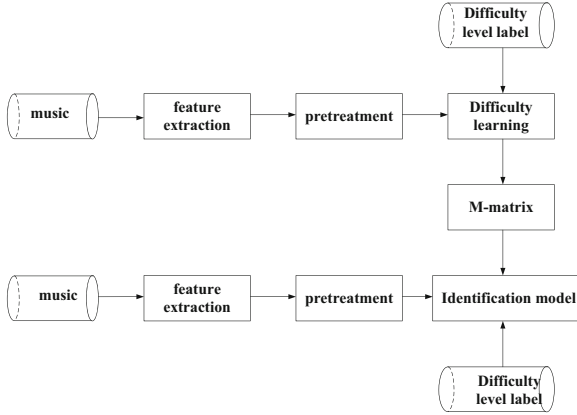 Difficulty
level label
music
feature
extraction
pretreatment
Difficulty
learning
M-matrix
music
feature
extraction
pretreatment
Identification model
Difficulty
level label